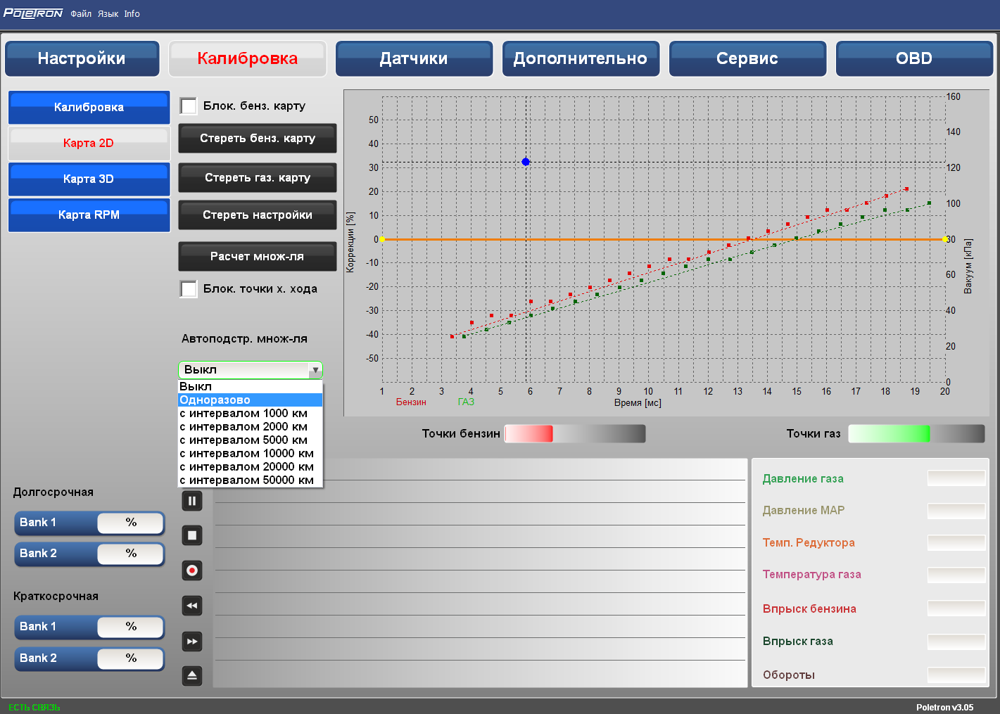 POLETRON Файл Язык Info
Настройки Калибровка Датчики Дополнительно Сервис OBD
Калибровка
Карта 2D
Карта 3D
Карта RPM
Блок. бенз. карту
Стереть бенз. карту
Стереть газ. карту
Стереть настройки
Расчет множ-ля
Блок. точки х. хода
Автоподстр. множ-ля
Выкл
Выкл
Одноразово
с интервалом 1000 км
с интервалом 2000 км
с интервалом 5000 км
с интервалом 10000 км
с интервалом 20000 км
с интервалом 50000 км
Коррекции [%]
50
40
30
20
10
0
-10
-20
-30
-40
-50
160
140
120
100
80
60
40
20
0
Вакуум [кПа]
1 2 3 4 5 6 7 8 9 10 11 12 13 14 15 16 17 18 19 20
Бензин ГАЗ Время [мс]
Точки бензин Точки газ
Долгосрочная
Bank 1 %
Bank 2 %
Краткосрочная
Bank 1 %
Bank 2 %
Давление газа
Давление МАР
Темп. Редуктора
Температура газа
Впрыск бензина
Впрыск газа
Обороты
ЕСТЬ СВЯЗЬ Poletron v3.05